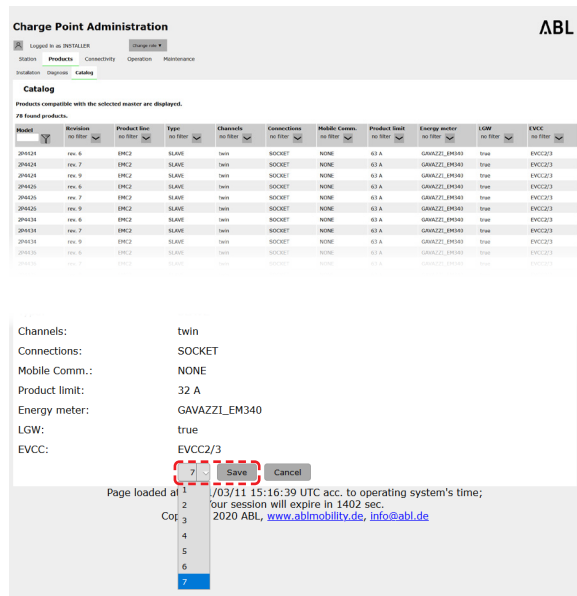 Charge Point Administration
ABL
Logged in as INSTALLER Change role ▼
Station Products Connectivity Operation Maintenance
Installation Diagnosis Catalog
Catalog
Products compatible with the selected master are displayed.
78 found products.
Model Revision Product line Type Channels Connections Mobile Comm. Product limit Energy meter LGW EVCC
no filter no filter no filter no filter no filter no filter no filter no filter no filter no filter
2P4424 rev. 6 EMC2 SLAVE twin SOCKET NONE 63 A GAVAZZI_EM340 true EVCC2/3
2P4424 rev. 7 EMC2 SLAVE twin SOCKET NONE 63 A GAVAZZI_EM340 true EVCC2/3
2P4424 rev. 9 EMC2 SLAVE twin SOCKET NONE 63 A GAVAZZI_EM340 true EVCC2/3
2P4426 rev. 6 EMC2 SLAVE twin SOCKET NONE 63 A GAVAZZI_EM340 true EVCC2/3
2P4426 rev. 7 EMC2 SLAVE twin SOCKET NONE 63 A GAVAZZI_EM340 true EVCC2/3
2P4426 rev. 9 EMC2 SLAVE twin SOCKET NONE 63 A GAVAZZI_EM340 true EVCC2/3
2P4434 rev. 6 EMC2 SLAVE twin SOCKET NONE 63 A GAVAZZI_EM340 true EVCC2/3
2P4434 rev. 7 EMC2 SLAVE twin SOCKET NONE 63 A GAVAZZI_EM340 true EVCC2/3
2P4434 rev. 9 EMC2 SLAVE twin SOCKET NONE 63 A GAVAZZI_EM340 true EVCC2/3
rev. 6 EMC2 SLAVE twin SOCKET NONE 63 A GAVAZZI_EM340 true EVCC2/3
Channels: twin
Connections: SOCKET
Mobile Comm.: NONE
Product limit: 32 A
Energy meter: GAVAZZI_EM340
LGW: true
EVCC: EVCC2/3
7 Save Cancel
Page loaded at /03/11 15:16:39 UTC acc. to operating system's time;
our session will expire in 1402 sec.
Cop 2020 ABL, www.ablmobility.de, info@abl.de
1
2
3
4
5
6
7